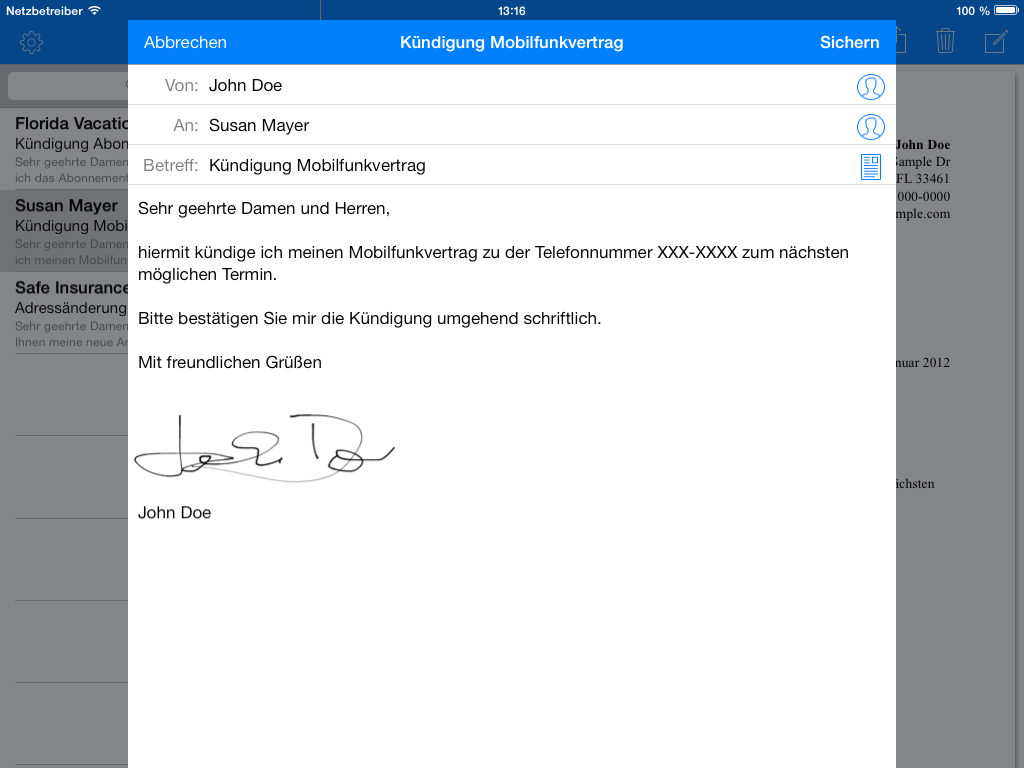 Netzbetreiber 13:16 100 %
Abbrechen Kündigung Mobilfunkvertrag Sichern
Von: John Doe
An: Susan Mayer
Betreff: Kündigung Mobilfunkvertrag
Sehr geehrte Damen und Herren,
hiermit kündige ich meinen Mobilfunkvertrag zu der Telefonnummer XXX-XXXX zum nächsten
möglichen Termin.
Bitte bestätigen Sie mir die Kündigung umgehend schriftlich.
Mit freundlichen Grüßen
John Doe
Florida Vacatio
Kündigung Abon
Sehr geehrte Damen
ich das Abonnement
Susan Mayer
Kündigung Mobi
Sehr geehrte Damen
ich meinen Mobilfun
Safe Insurance
Adressänderung
Sehr geehrte Damen
Ihnen meine neue Ar
John Doe
Sample Dr
FL 33461
000-0000
mple.com
nuar 2012
ächsten